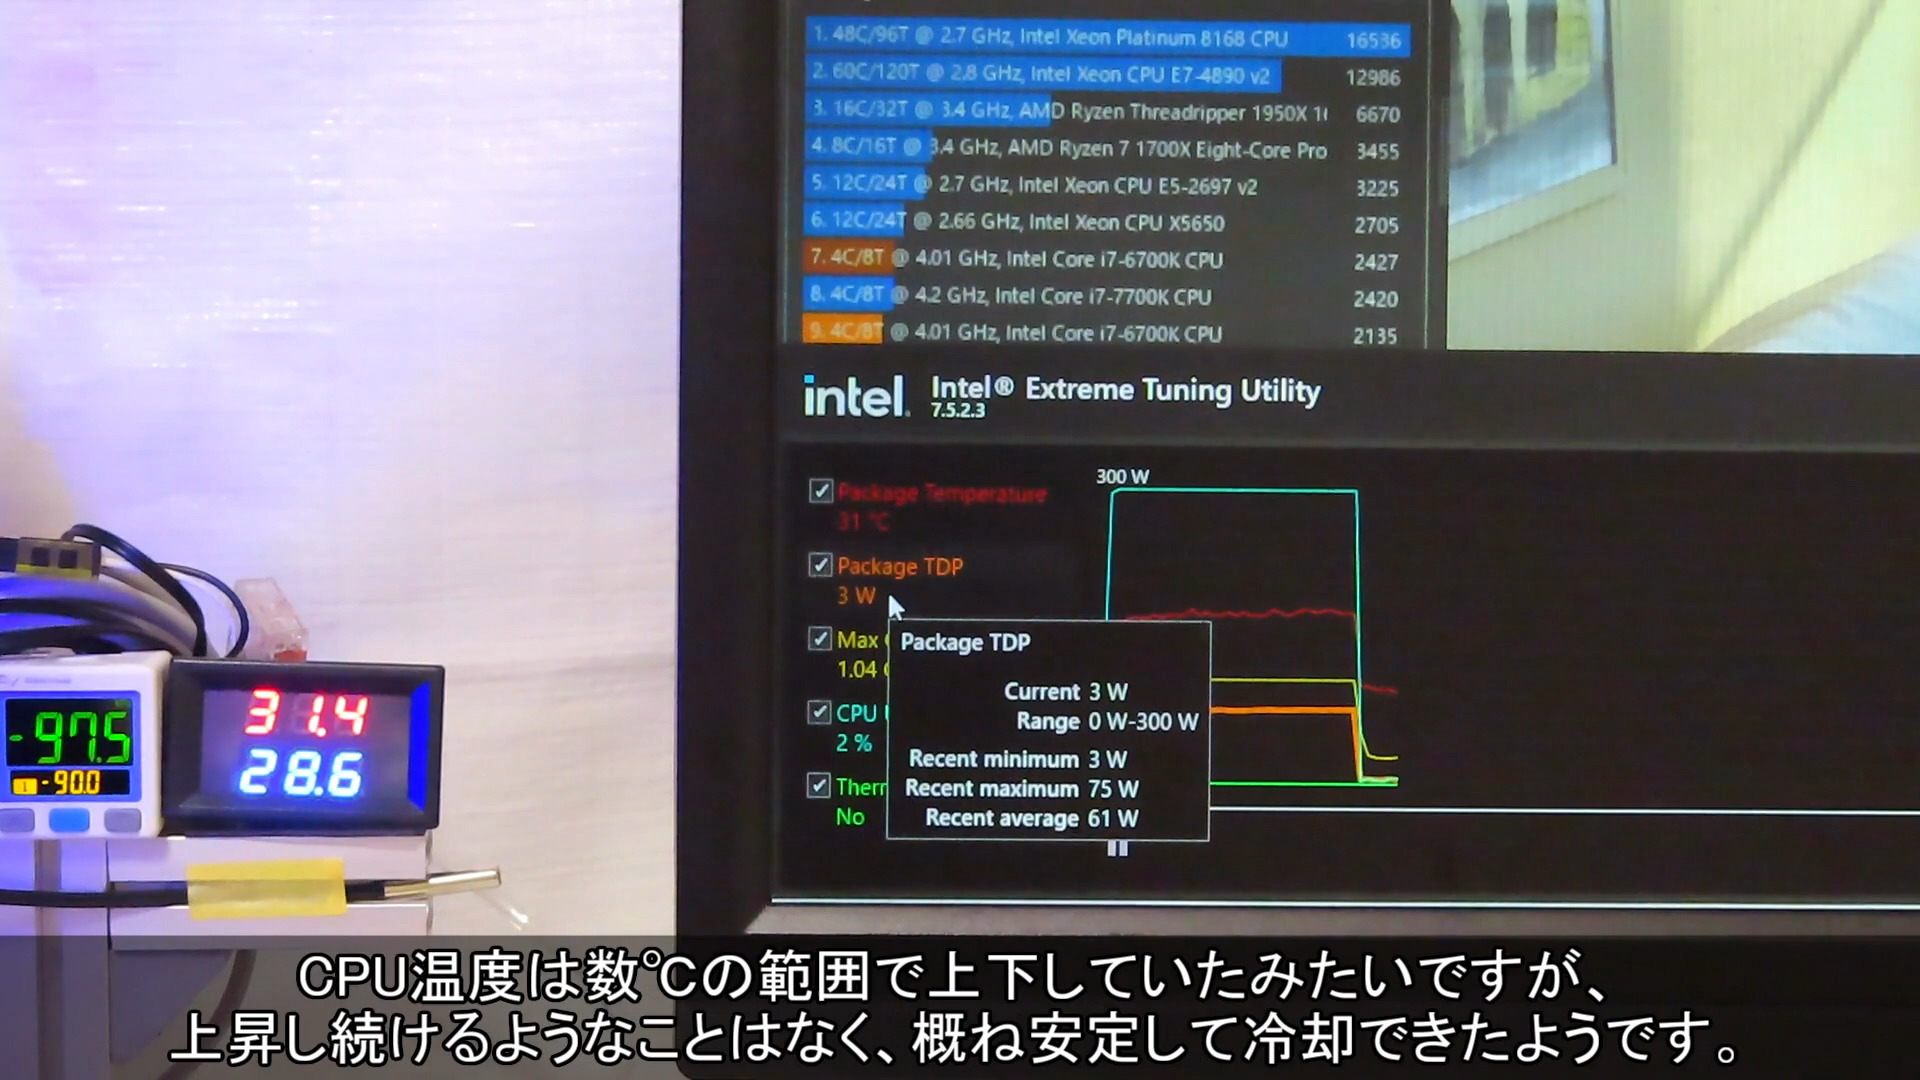 1. 48C/96T @ 2.7 GHz, Intel Xeon Platinum 8168 CPU 16536
2. 60C/120T @ 2.8 GHz, Intel Xeon CPU E7-4890 v2 12986
3. 16C/32T @ 3.4 GHz, AMD Ryzen Threadripper 1950X 1 6670
4. 8C/16T @ 3.4 GHz, AMD Ryzen 7 1700X Eight-Core Pro 3455
5. 12C/24T @ 2.7 GHz, Intel Xeon CPU E5-2697 v2 3225
6. 12C/24T @ 2.66 GHz, Intel Xeon CPU X5650 2705
7. 4C/8T @ 4.01 GHz, Intel Core i7-6700K CPU 2427
8. 4C/8T @ 4.2 GHz, Intel Core i7-7700K CPU 2420
9. 4C/8T @ 4.01 GHz, Intel Core i7-6700K CPU 2135
intel. Intel® Extreme Tuning Utility
7.5.2.3
Package Temperature
31 °C
300 W
Package TDP
3 W
Max
1.04
CPU
2 %
Ther
No
Package TDP
Current 3 W
Range 0 W-300 W
Recent minimum 3 W
Recent maximum 75 W
Recent average 61 W
-97.5
1 -90.0
31.4
28.6
CPU温度は数℃の範囲で上下していたみたいですが、
上昇し続けるようなことはなく、概ね安定して冷却できたようです。